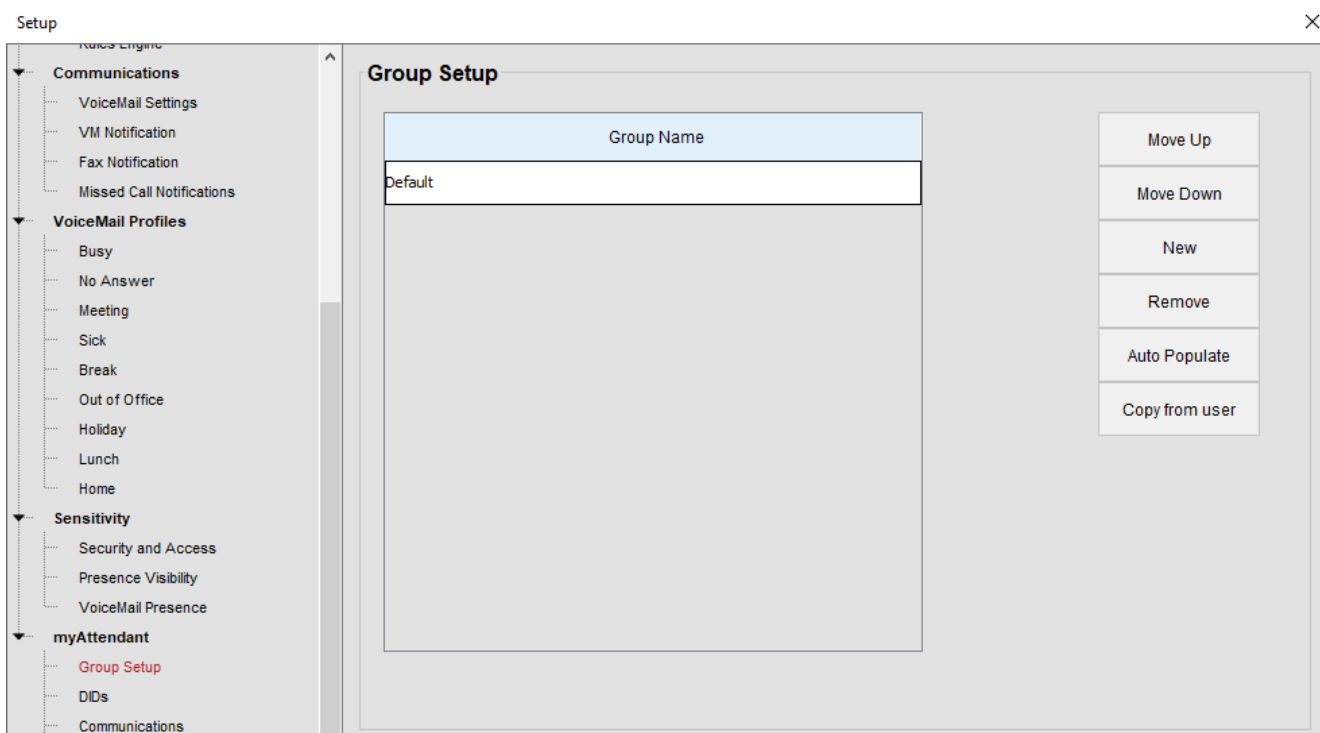 Setup
Rules Engine
Communications
VoiceMail Settings
VM Notification
Fax Notification
Missed Call Notifications
VoiceMail Profiles
Busy
No Answer
Meeting
Sick
Break
Out of Office
Holiday
Lunch
Home
Sensitivity
Security and Access
Presence Visibility
VoiceMail Presence
myAttendant
Group Setup
DIDs
Communications
Group Setup
Group Name
Default
Move Up
Move Down
New
Remove
Auto Populate
Copy from user